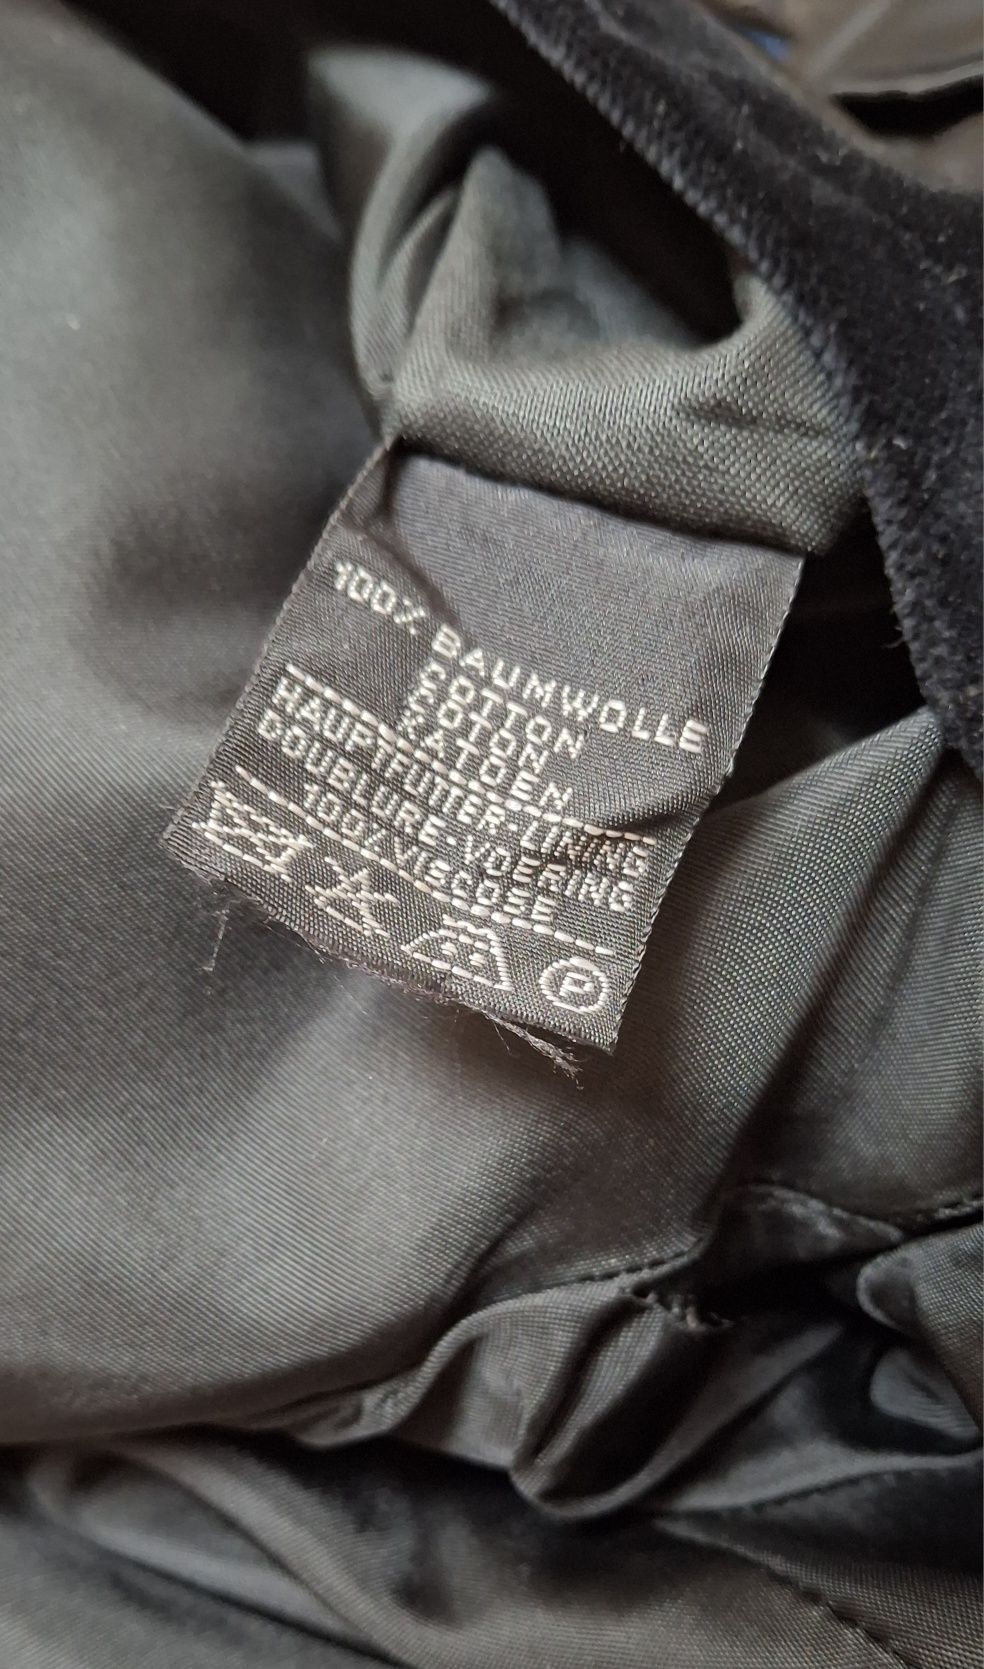 100% BAUMWOLLE
COTTON
COTON
KATOEN
HAUPTFUTTER-LINING
DOUBLURE-VOERING
100% VISCOSE
P